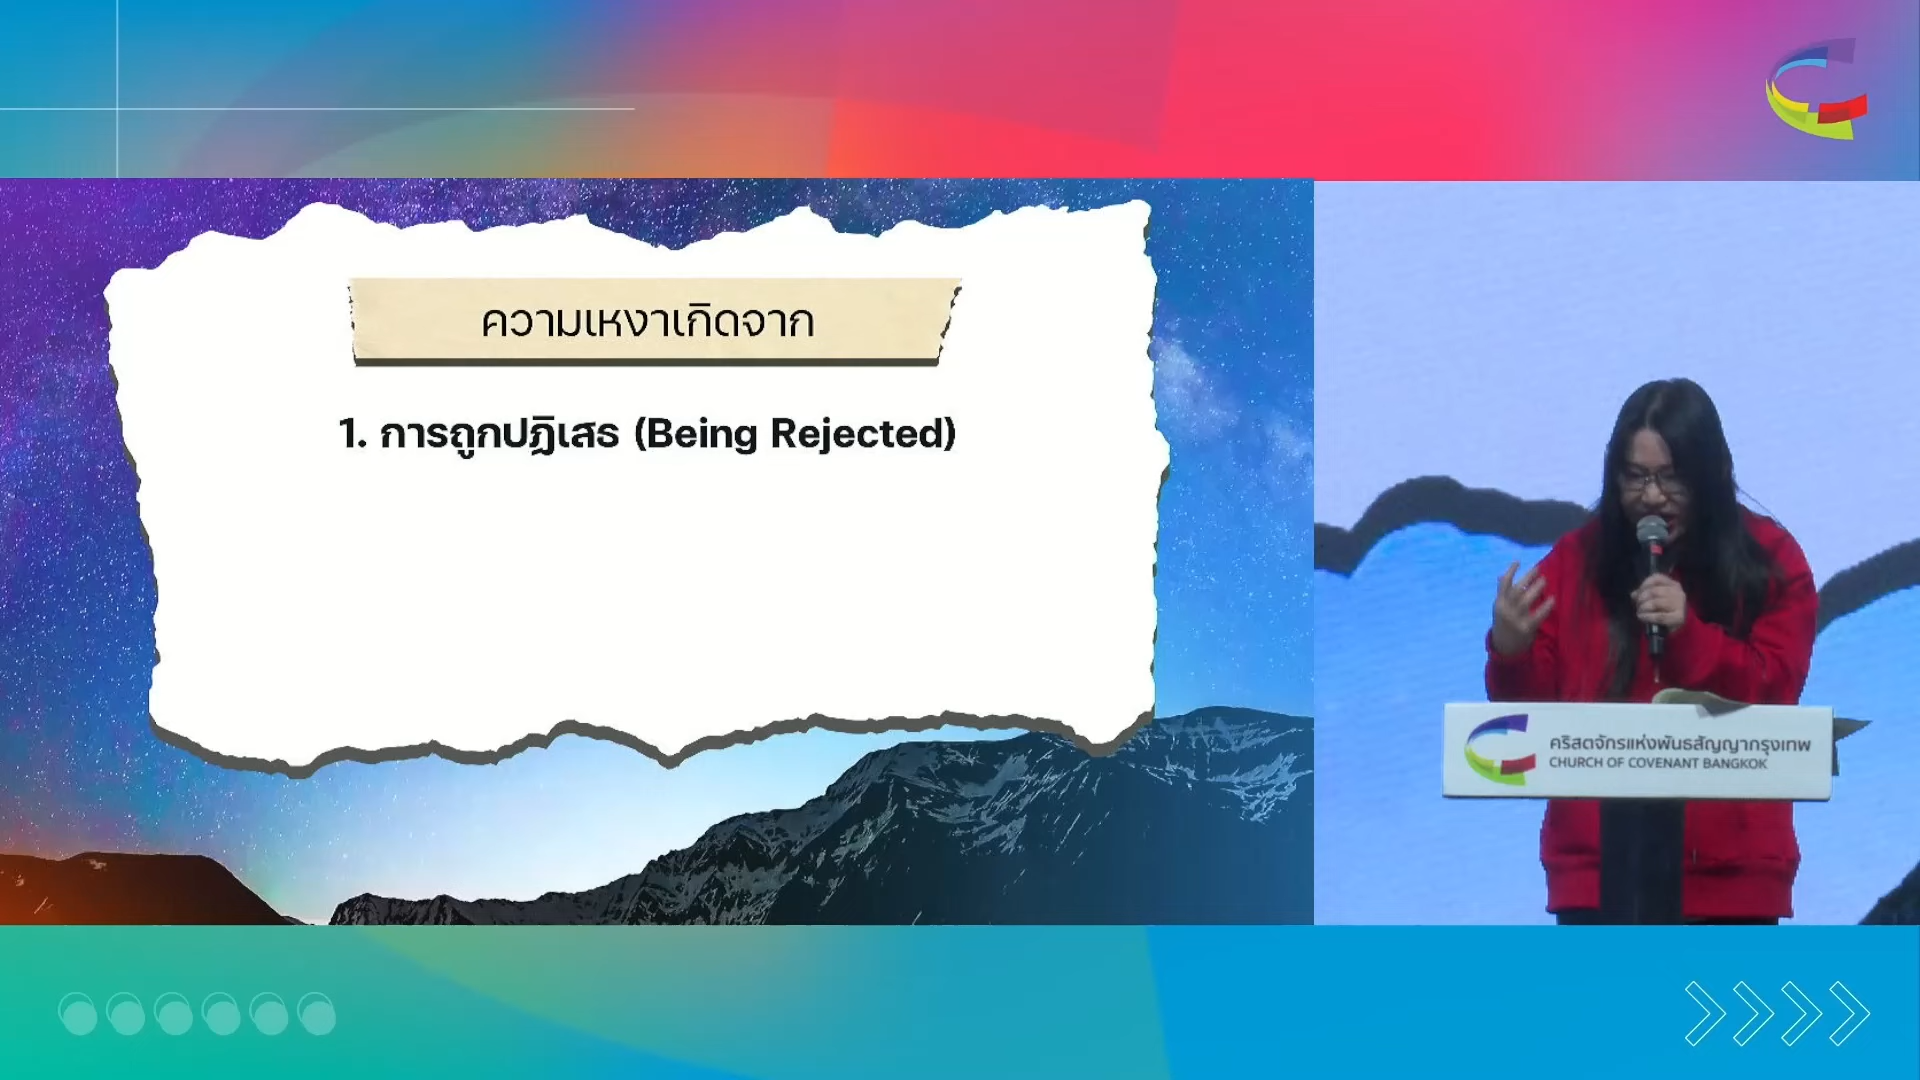 ความเหงาเกิดจาก
1. การถูกปฏิเสธ (Being Rejected)
คริสตจักรแห่งพันธสัญญากรุงเทพ
CHURCH OF COVENANT BANGKOK